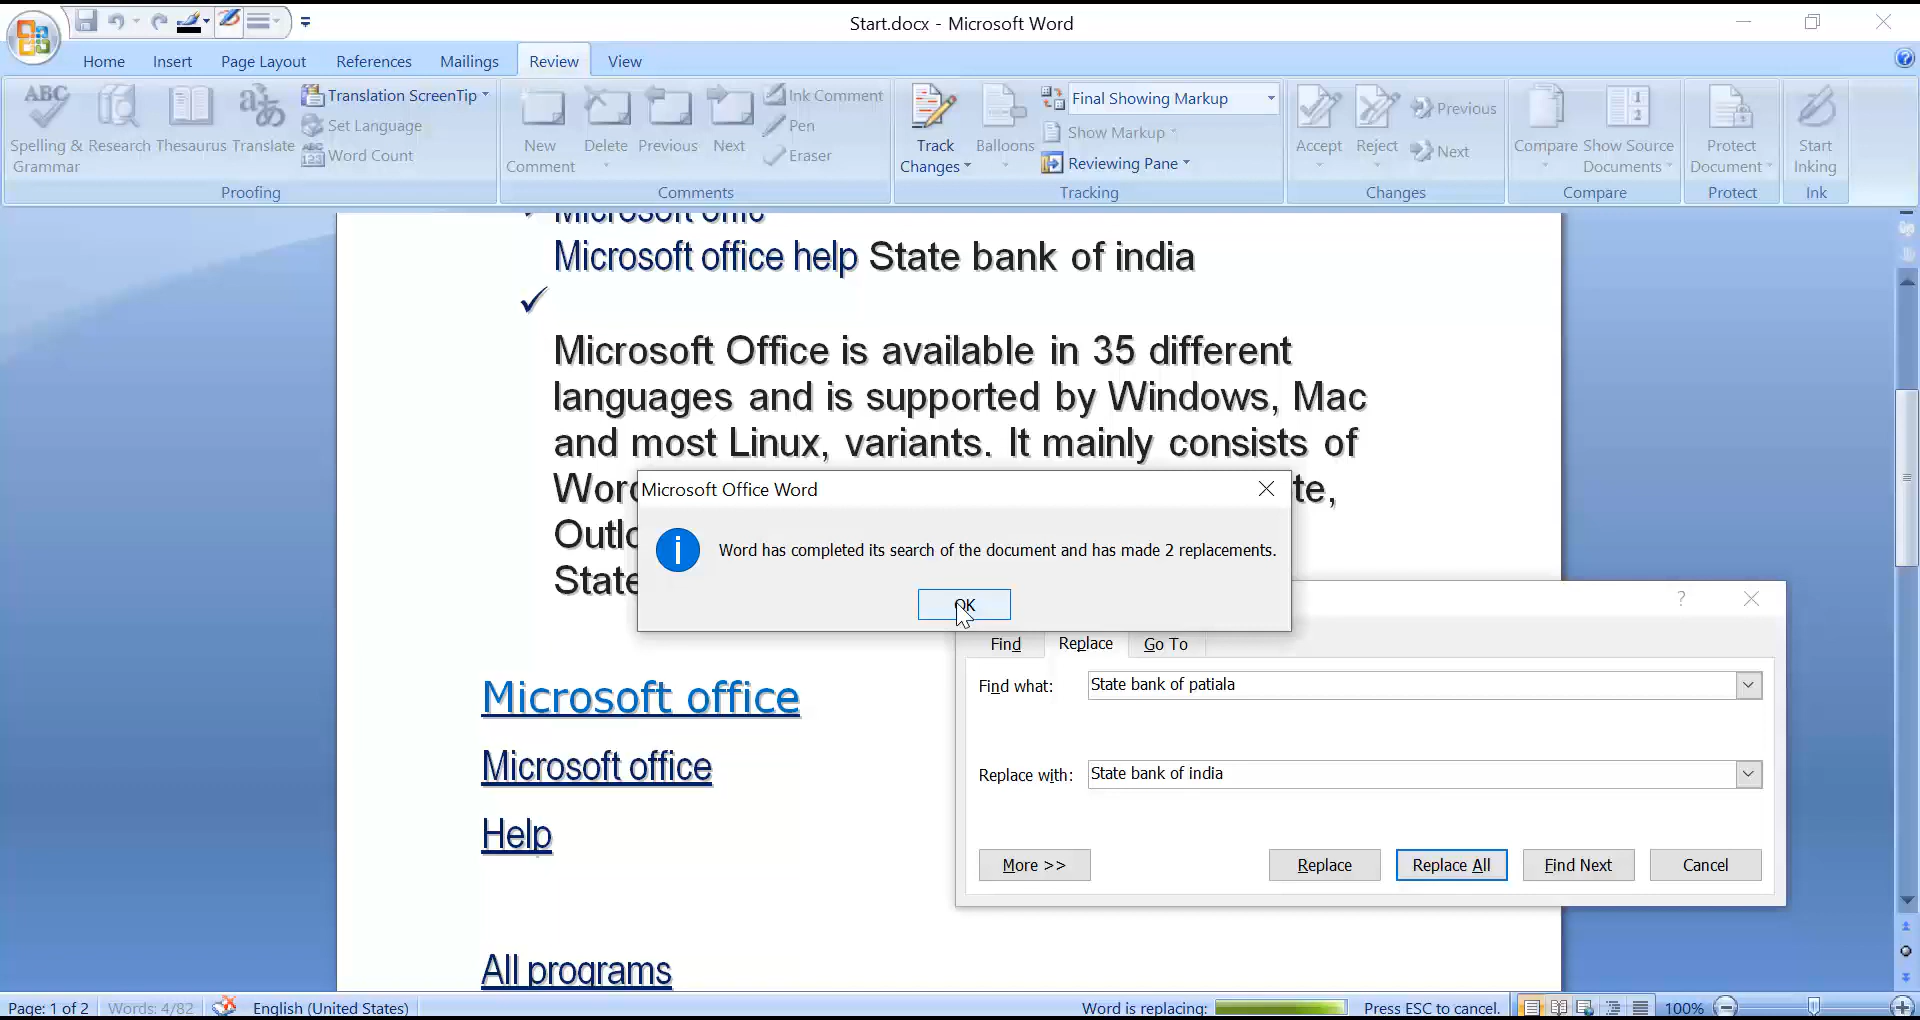 Start.docx - Microsoft Word
Home Insert Page Layout References Mailings Review View
ABC Spelling & Grammar
Research
Thesaurus
Translate
Translation ScreenTip
Set Language
ABC 123 Word Count
Proofing
New Comment
Delete
Previous
Next
Ink Comment
Pen
Eraser
Comments
Track Changes
Balloons
Final Showing Markup
Show Markup
Reviewing Pane
Tracking
Accept
Reject
Previous
Next
Changes
Compare
Show Source Documents
Compare
Protect Document
Protect
Start Inking
Ink
Microsoft offic
Microsoft office help State bank of india
Microsoft Office is available in 35 different
languages and is supported by Windows, Mac
and most Linux, variants. It mainly consists of
Microsoft Office Word
Word has completed its search of the document and has made 2 replacements.
OK
State
Microsoft office
Microsoft office
Help
All programs
?
Find Replace Go To
Find what: State bank of patiala
Replace with: State bank of india
More >> Replace Replace All Find Next Cancel
Page: 1 of 2 Words: 4/82 English (United States) Word is replacing: Press ESC to cancel. 100%